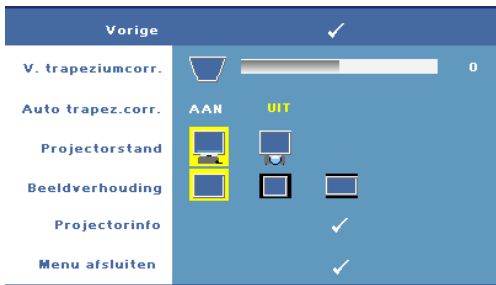 Vorige
V. trapeziumcorr. 0
Auto trapez.corr. AAN UIT
Projectorstand
Beeldverhouding
Projectorinfo
Menu afsluiten